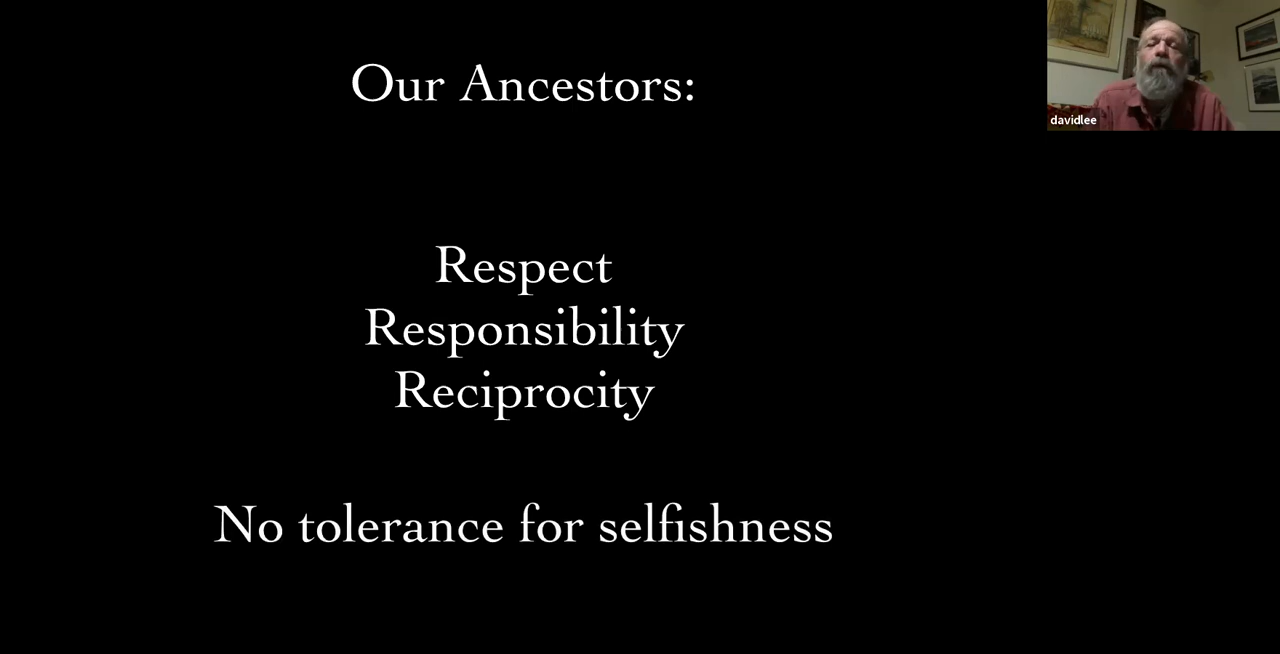 Our Ancestors:
davidlee
Respect
Responsibility
Reciprocity
No tolerance for selfishness